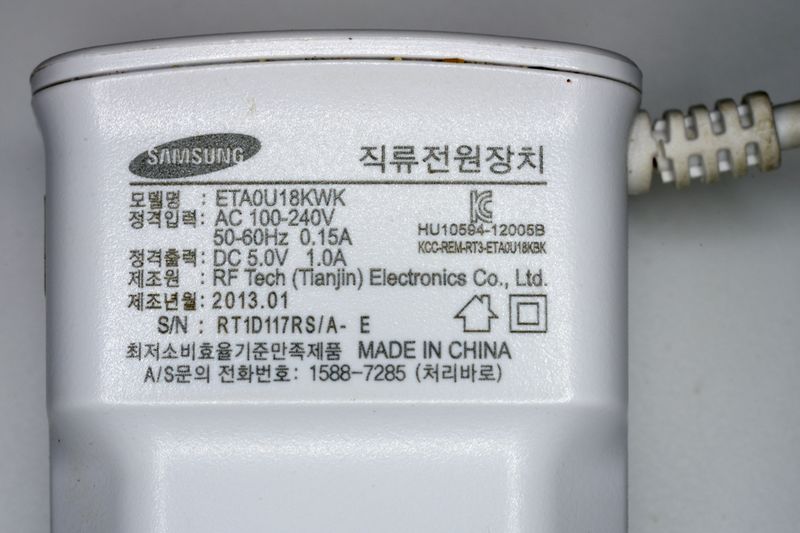 SAMSUNG 직류전원장치
모델명 : ETA0U18KWK
정격입력: AC 100-240V
50-60Hz 0.15A
HU10594-12005B
KCC-REM-RT3-ETA0U18KBK
정격출력: DC 5.0V 1.0A
제조원 : RF Tech (Tianjin) Electronics Co., Ltd.
제조년월: 2013.01
S/N : RT1D117RS/A- E
최저소비효율기준만족제품 MADE IN CHINA
A/S문의 전화번호: 1588-7285 (처리바로)